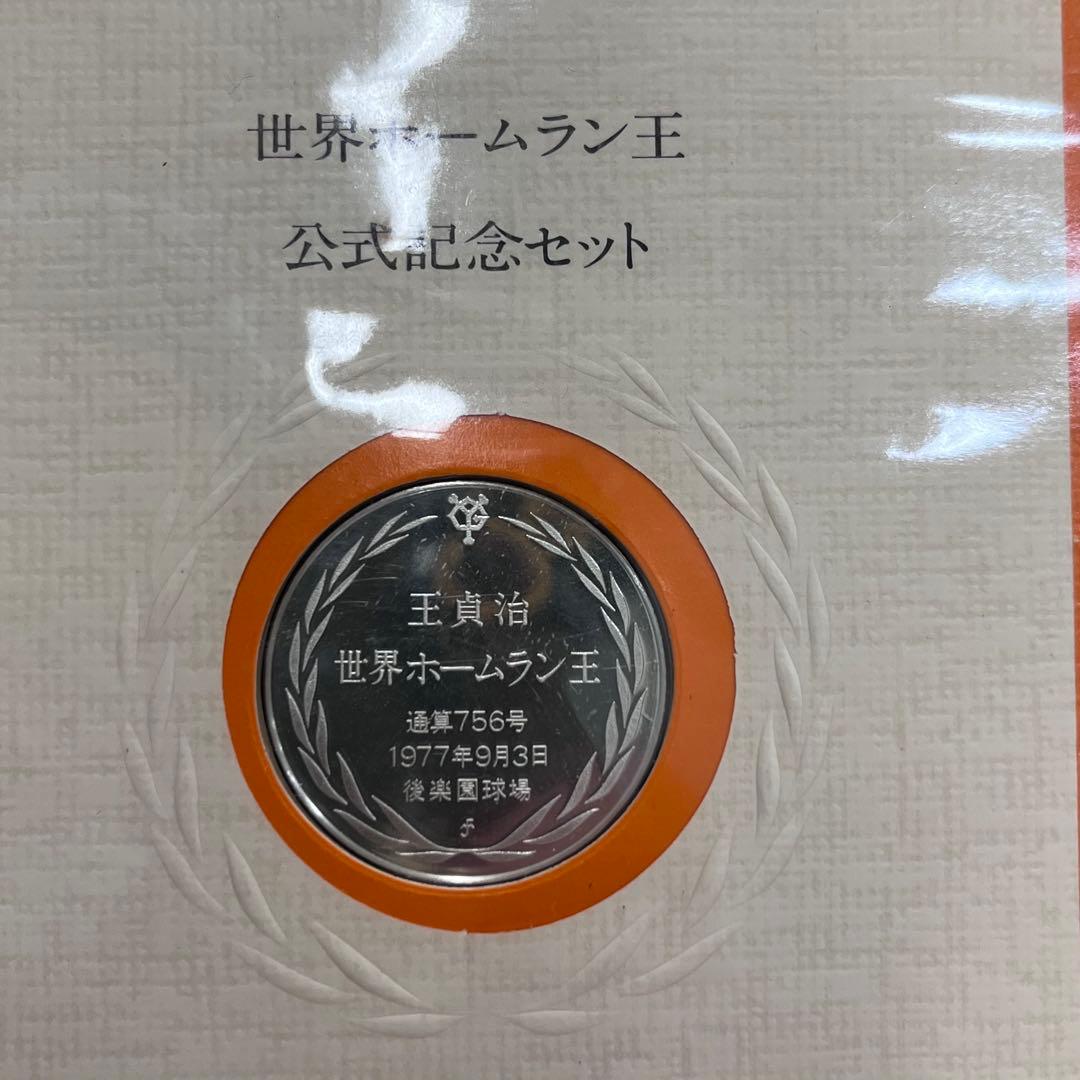 世界ホームラン王
公式記念セット
王貞治
世界ホームラン王
通算756号
1977年9月3日
後楽園球場